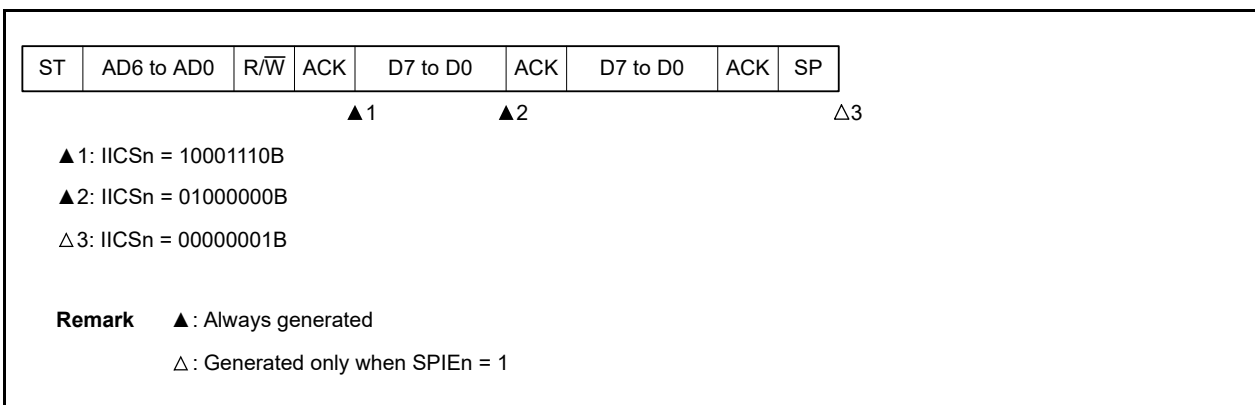 ST AD6 to AD0 R/W̅ ACK D7 to D0 ACK D7 to D0 ACK SP
▲1 ▲2 △3
▲1: IICSn = 10001110B
▲2: IICSn = 01000000B
△3: IICSn = 00000001B
Remark ▲: Always generated
△: Generated only when SPIEn = 1